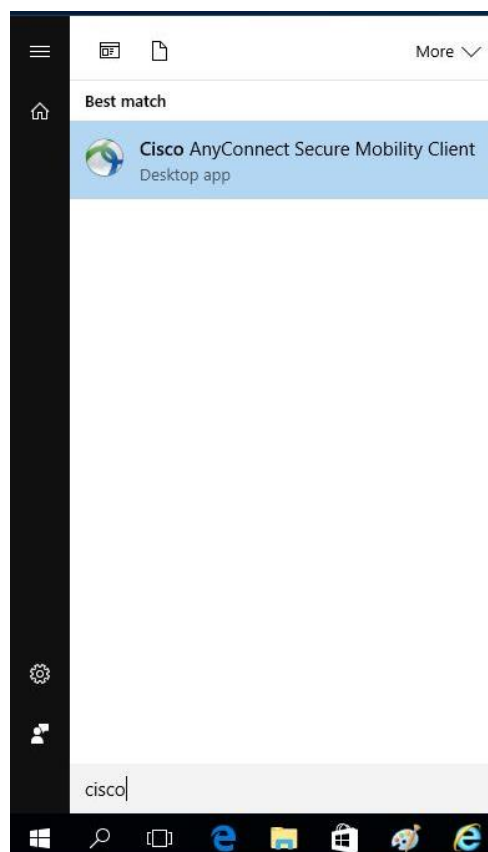 More
Best match
Cisco AnyConnect Secure Mobility Client
Desktop app
cisco